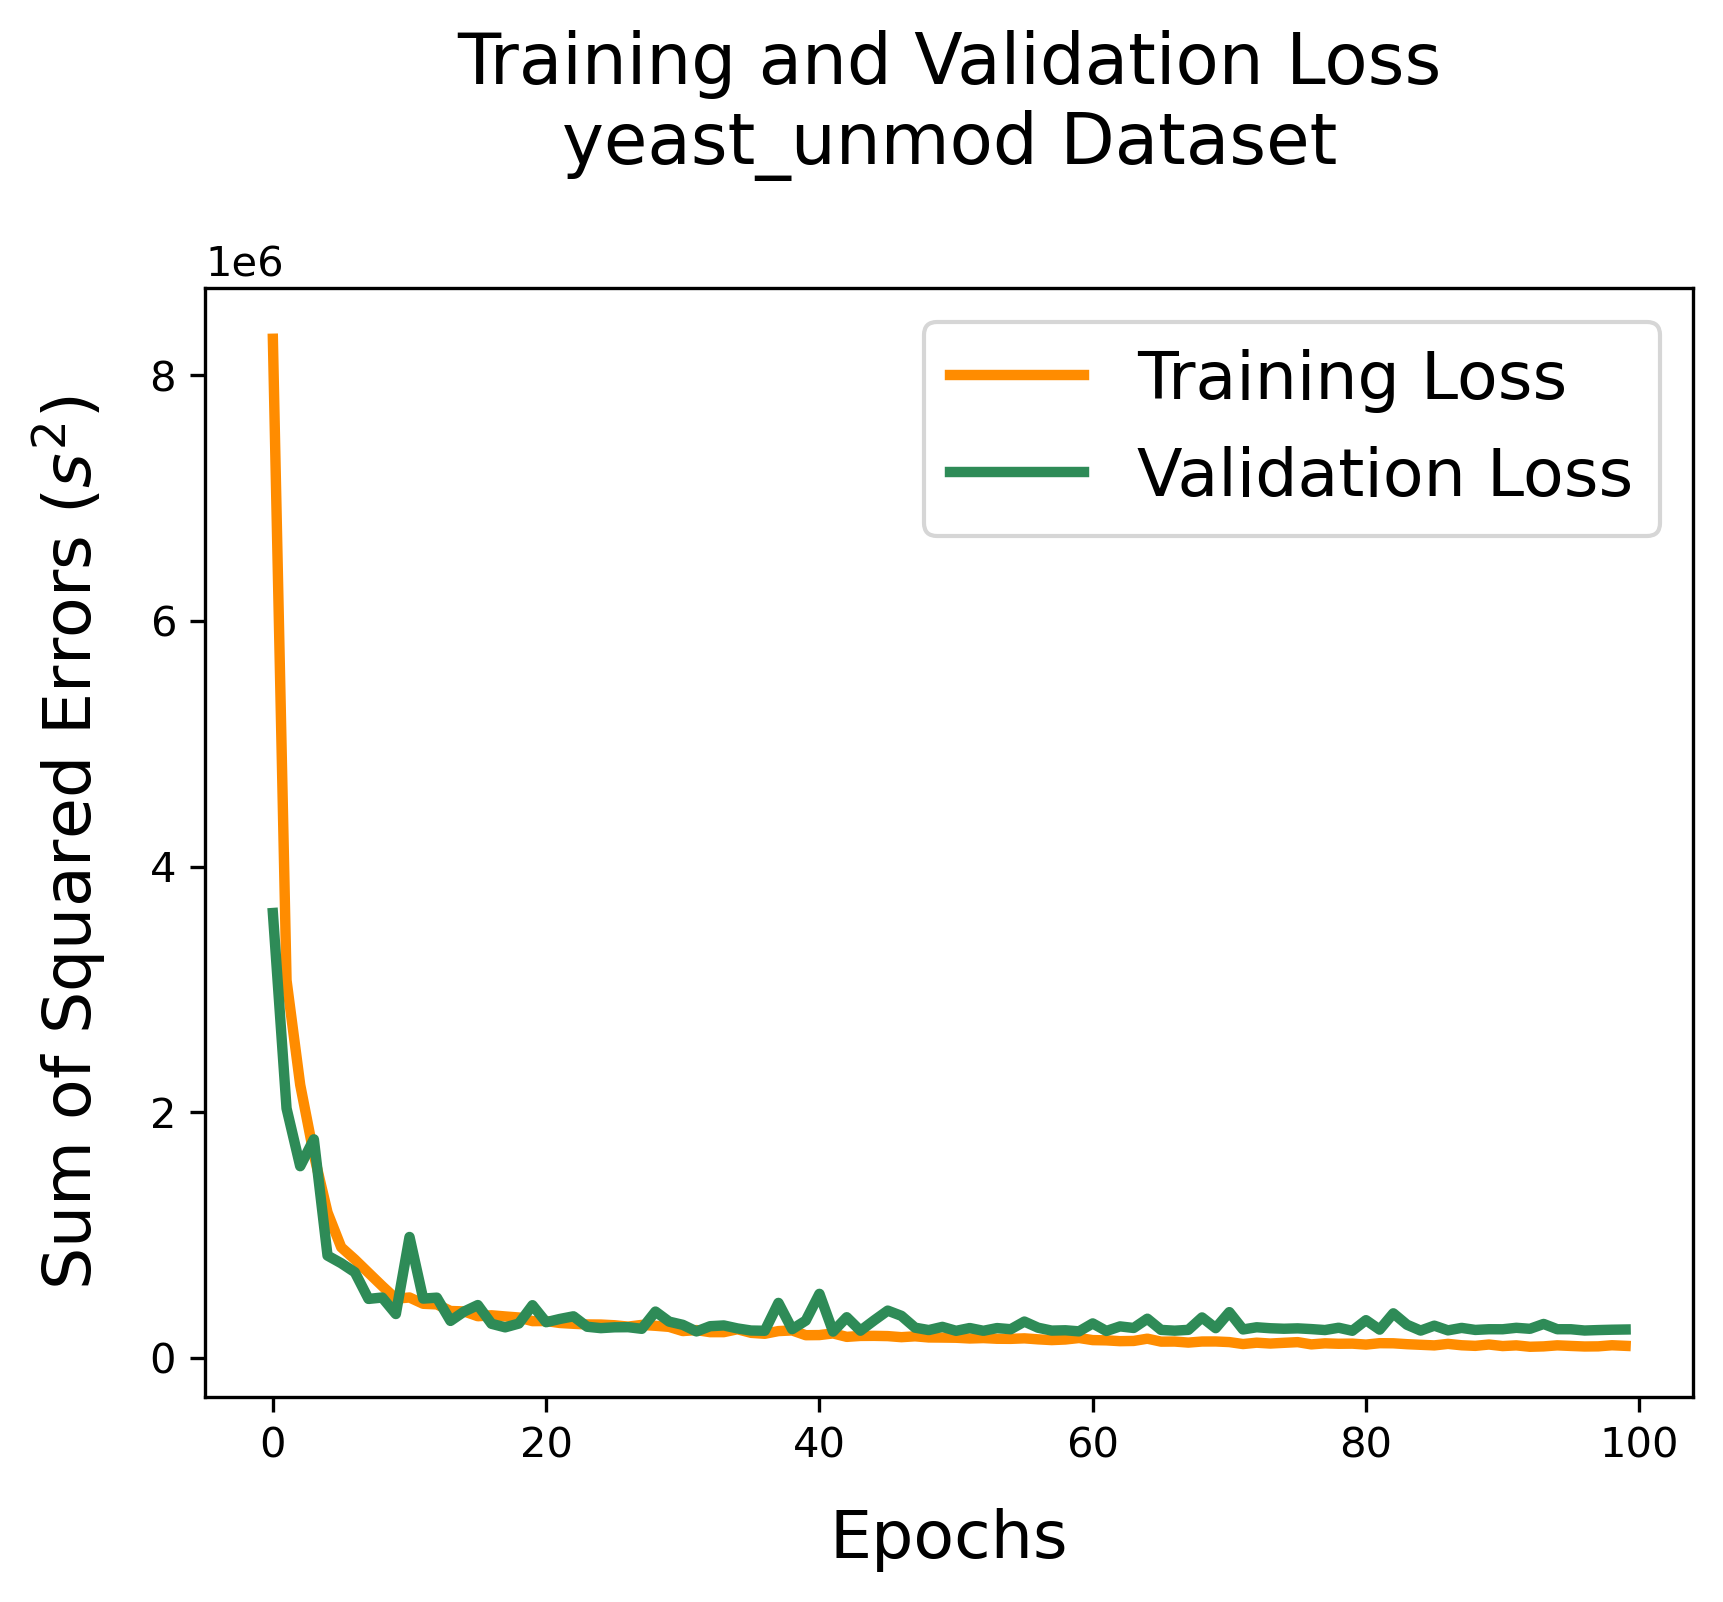 Training and Validation Loss
yeast_unmod Dataset
1e6
Training Loss
Validation Loss
8
6
4
2
0
Sum of Squared Errors (s²)
0 20 40 60 80 100
Epochs